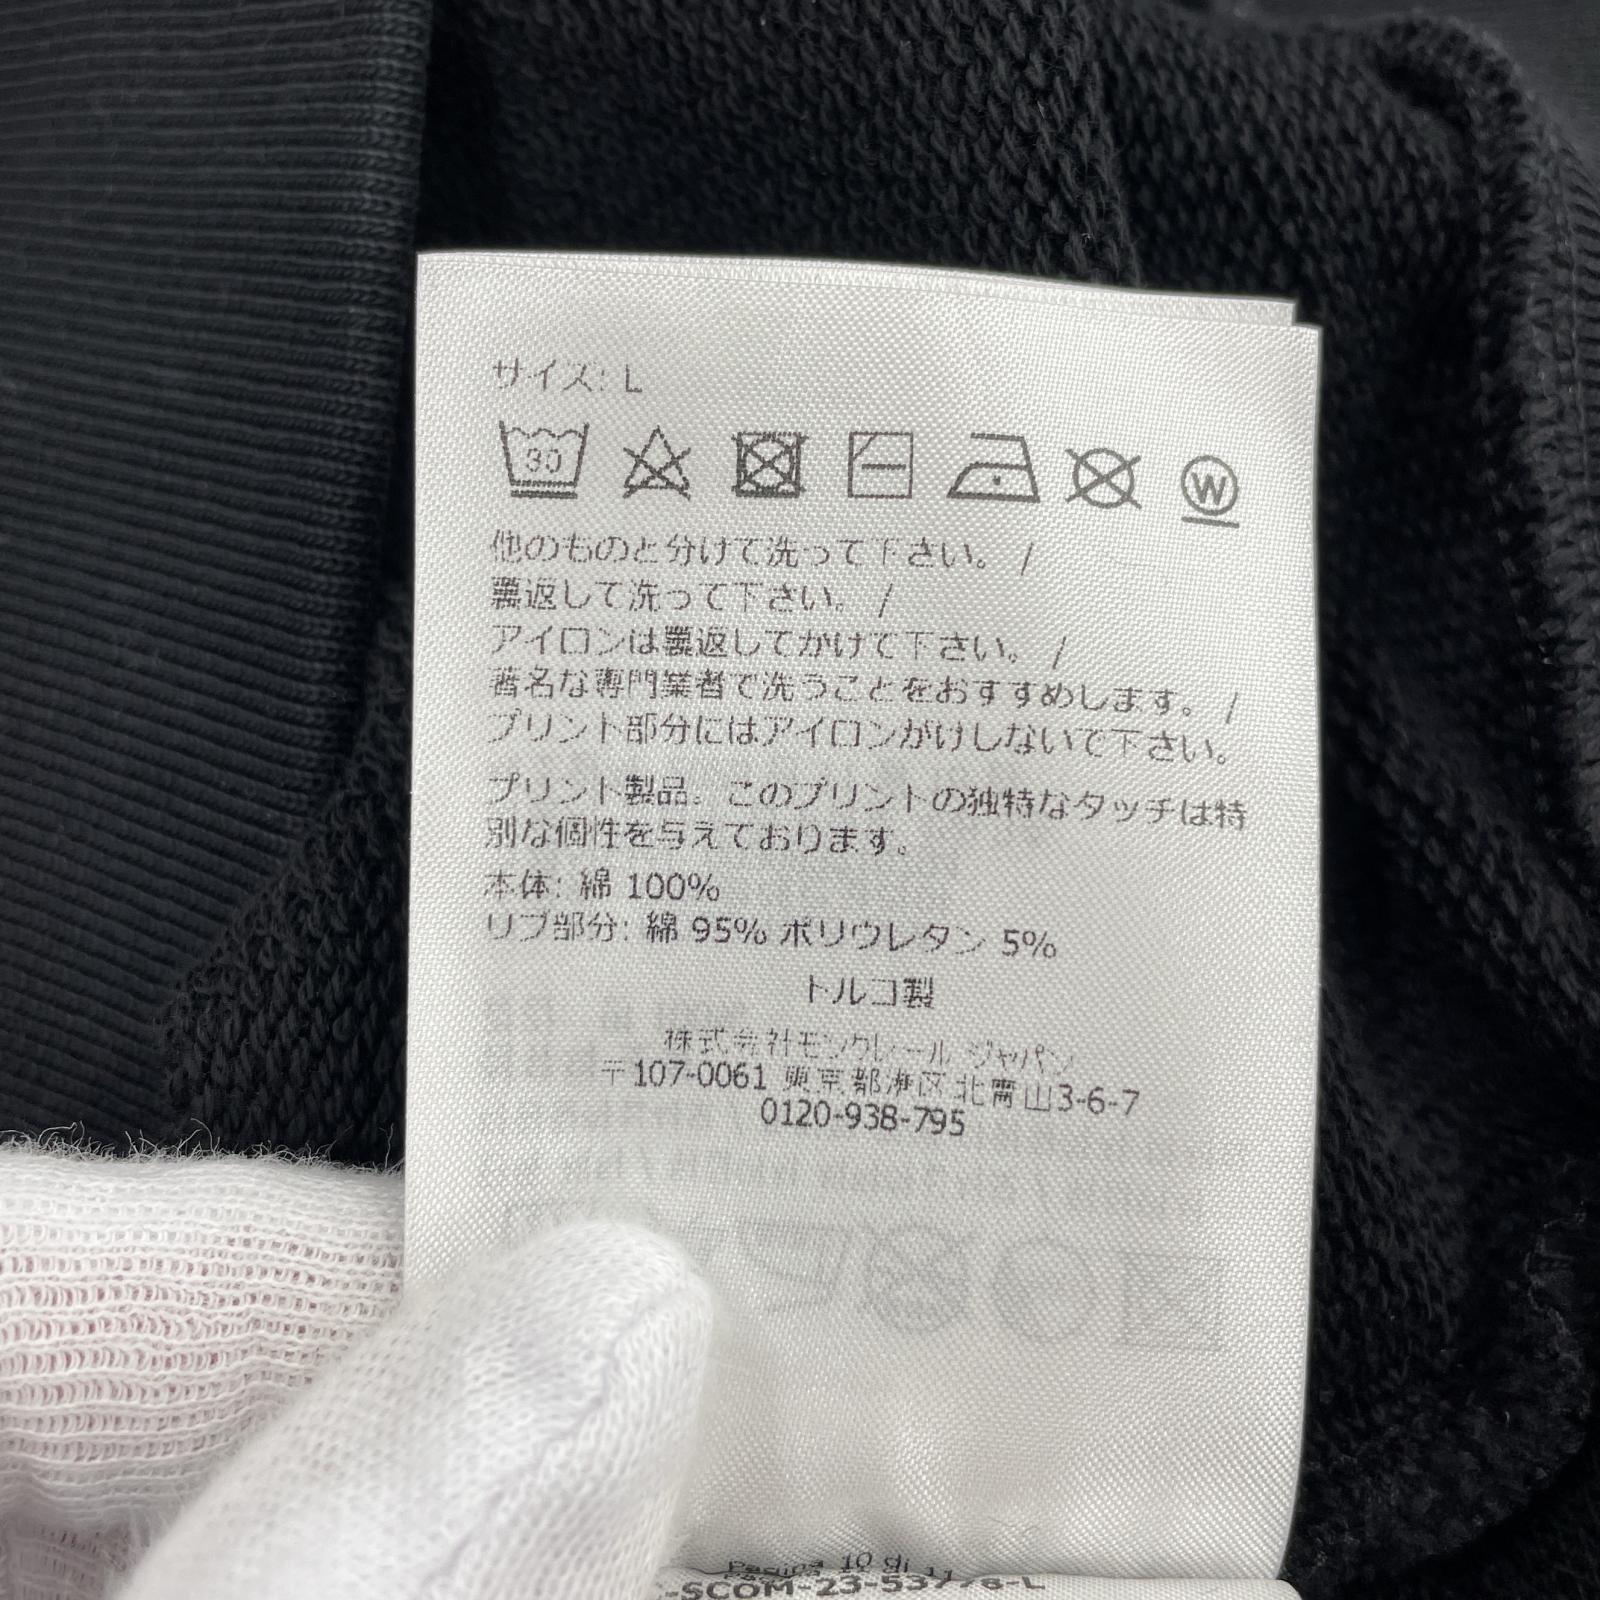 サイズ: L
30
W
他のものと分けて洗って下さい。 /
裏返して洗って下さい。 /
アイロンは裏返してかけて下さい。 /
著名な専門業者で洗うことをおすすめします。 /
プリント部分にはアイロンがけしないで下さい。
プリント製品。このプリントの独特なタッチは特
別な個性を与えております。
本体: 綿 100%
リブ部分: 綿 95% ポリウレタン 5%
トルコ製
株式会社モンクレール ジャパン
〒107-0061 東京都港区北青山3-6-7
0120-938-795
Pagina 10 di 11
-SCOM-23-53778-L